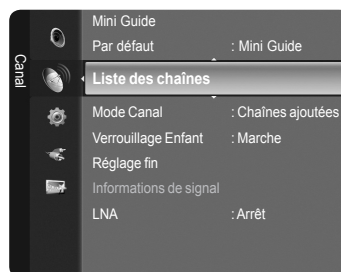 Canal
Mini Guide
Par défaut : Mini Guide
Liste des chaînes
Mode Canal : Chaînes ajoutées
Verrouillage Enfant : Marche
Réglage fin
Informations de signal
LNA : Arrêt